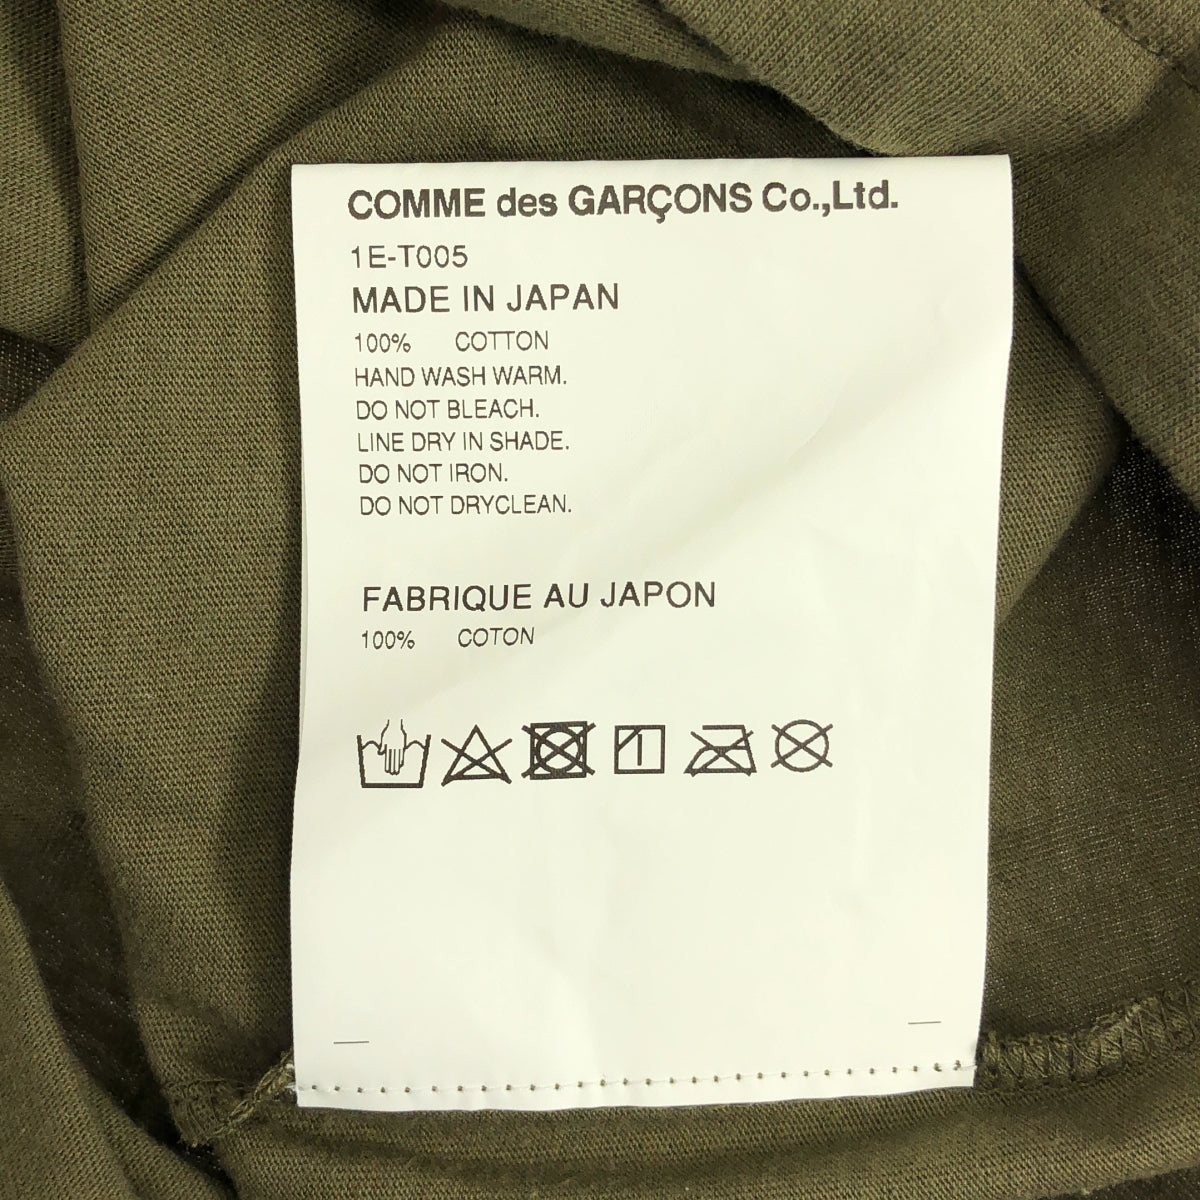 COMME des GARÇONS Co.,Ltd.
1E-T005
MADE IN JAPAN
100% COTTON
HAND WASH WARM.
DO NOT BLEACH.
LINE DRY IN SHADE.
DO NOT IRON.
DO NOT DRYCLEAN.
FABRIQUE AU JAPON
100% COTON